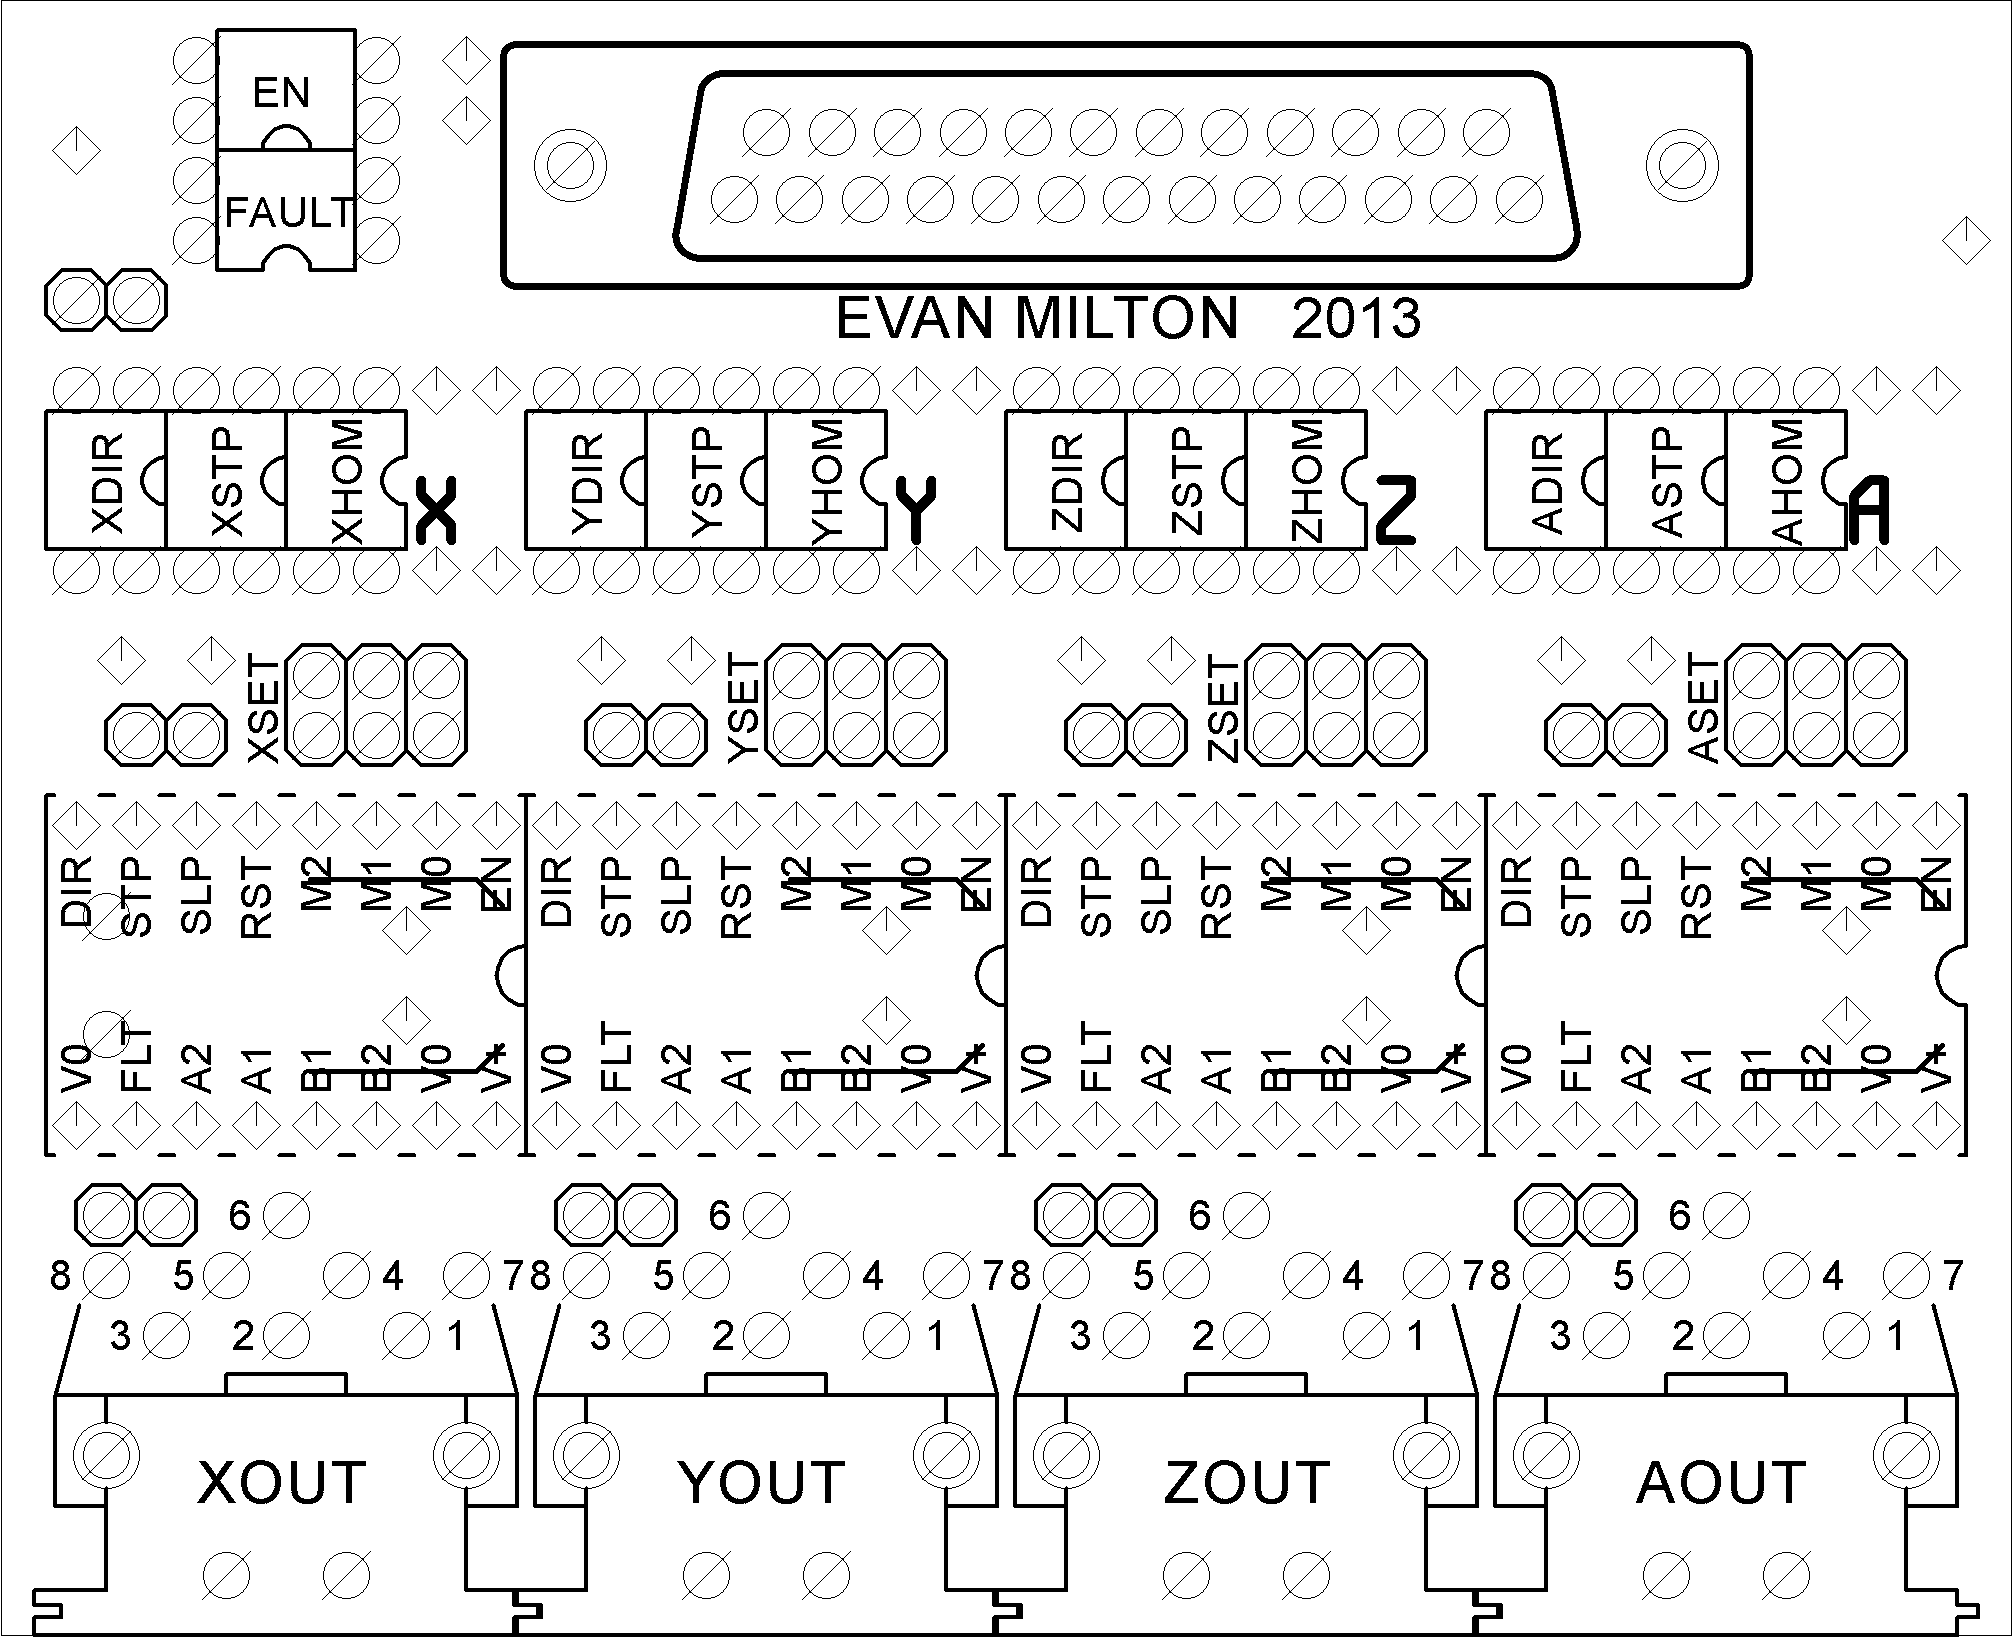 EN
FAULT
EVAN MILTON 2013
XDIR XSTP XHOM X YDIR YSTP YHOM Y ZDIR ZSTP ZHOM Z ADIR ASTP AHOM A
XSET YSET ZSET ASET
DIR STP SLP RST M2 M1 M0 EN DIR STP SLP RST M2 M1 M0 EN DIR STP SLP RST M2 M1 M0 EN DIR STP SLP RST M2 M1 M0 EN
V0 FLT A2 A1 B1 B2 V0 V+ V0 FLT A2 A1 B1 B2 V0 V+ V0 FLT A2 A1 B1 B2 V0 V+ V0 FLT A2 A1 B1 B2 V0 V+
6 6 6 6
8 5 4 7 8 5 4 7 8 5 4 7 8 5 4 7
3 2 1 3 2 1 3 2 1 3 2 1
XOUT YOUT ZOUT AOUT